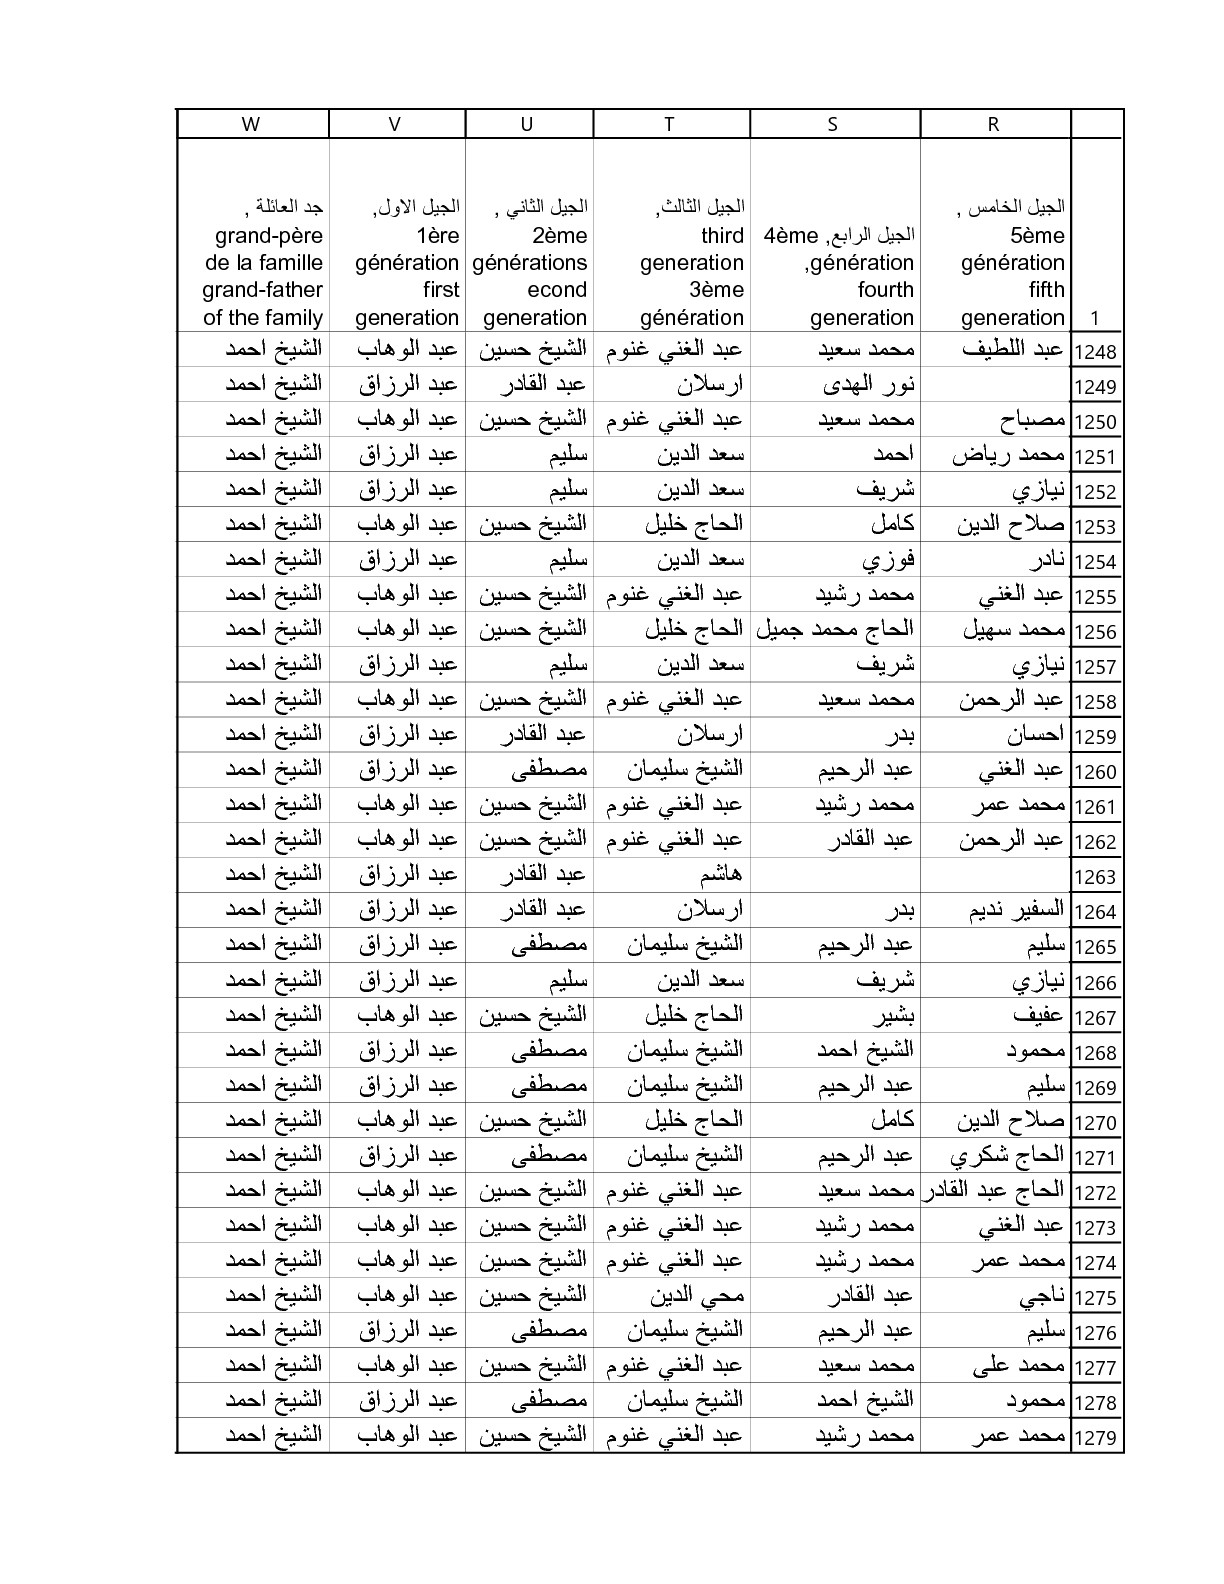 W V U T S R
جد العائلة , grand-père de la famille grand-father of the family | الجيل الاول, 1ère génération first generation | الجيل الثاني , 2ème générations econd generation | الجيل الثالث, third generation 3ème génération | الجيل الرابع, 4ème génération, fourth generation | الجيل الخامس , 5ème génération fifth generation | 1
1248 عبد اللطيف محمد سعيد عبد الغني غنوم الشيخ حسين عبد الوهاب الشيخ احمد
1249 نور الهدى ارسلان عبد القادر عبد الرزاق الشيخ احمد
1250 مصباح محمد سعيد عبد الغني غنوم الشيخ حسين عبد الوهاب الشيخ احمد
1251 محمد رياض احمد سعد الدين سليم عبد الرزاق الشيخ احمد
1252 نيازي شريف سعد الدين سليم عبد الرزاق الشيخ احمد
1253 صلاح الدين كامل الحاج خليل الشيخ حسين عبد الوهاب الشيخ احمد
1254 نادر فوزي سعد الدين سليم عبد الرزاق الشيخ احمد
1255 عبد الغني محمد رشيد عبد الغني غنوم الشيخ حسين عبد الوهاب الشيخ احمد
1256 محمد سهيل الحاج محمد جميل الحاج خليل الشيخ حسين عبد الوهاب الشيخ احمد
1257 نيازي شريف سعد الدين سليم عبد الرزاق الشيخ احمد
1258 عبد الرحمن محمد سعيد عبد الغني غنوم الشيخ حسين عبد الوهاب الشيخ احمد
1259 احسان بدر ارسلان عبد القادر عبد الرزاق الشيخ احمد
1260 عبد الغني عبد الرحيم الشيخ سليمان مصطفى عبد الرزاق الشيخ احمد
1261 محمد عمر محمد رشيد عبد الغني غنوم الشيخ حسين عبد الوهاب الشيخ احمد
1262 عبد الرحمن عبد القادر عبد الغني غنوم الشيخ حسين عبد الوهاب الشيخ احمد
1263 هاشم عبد القادر عبد الرزاق الشيخ احمد
1264 السفير نديم بدر ارسلان عبد القادر عبد الرزاق الشيخ احمد
1265 سليم عبد الرحيم الشيخ سليمان مصطفى عبد الرزاق الشيخ احمد
1266 نيازي شريف سعد الدين سليم عبد الرزاق الشيخ احمد
1267 عفيف بشير الحاج خليل الشيخ حسين عبد الوهاب الشيخ احمد
1268 محمود الشيخ احمد الشيخ سليمان مصطفى عبد الرزاق الشيخ احمد
1269 سليم عبد الرحيم الشيخ سليمان مصطفى عبد الرزاق الشيخ احمد
1270 صلاح الدين كامل الحاج خليل الشيخ حسين عبد الوهاب الشيخ احمد
1271 الحاج شكري عبد الرحيم الشيخ سليمان مصطفى عبد الرزاق الشيخ احمد
1272 الحاج عبد القادر محمد سعيد عبد الغني غنوم الشيخ حسين عبد الوهاب الشيخ احمد
1273 عبد الغني محمد رشيد عبد الغني غنوم الشيخ حسين عبد الوهاب الشيخ احمد
1274 محمد عمر محمد رشيد عبد الغني غنوم الشيخ حسين عبد الوهاب الشيخ احمد
1275 ناجي عبد القادر محي الدين الشيخ حسين عبد الوهاب الشيخ احمد
1276 سليم عبد الرحيم الشيخ سليمان مصطفى عبد الرزاق الشيخ احمد
1277 محمد على محمد سعيد عبد الغني غنوم الشيخ حسين عبد الوهاب الشيخ احمد
1278 محمود الشيخ احمد الشيخ سليمان مصطفى عبد الرزاق الشيخ احمد
1279 محمد عمر محمد رشيد عبد الغني غنوم الشيخ حسين عبد الوهاب الشيخ احمد